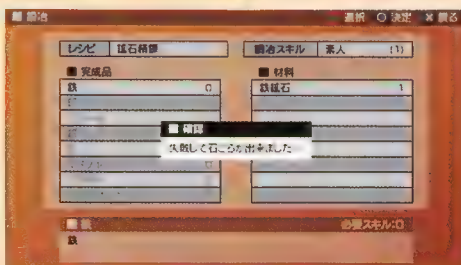 ■ 鍛冶 選択 ○ 決定 × 戻る
レシピ 鉱石精錬 鍛冶スキル 素人 (1)
■ 完成品 ■ 材料
鉄 0 鉄鉱石 1
■ 確認
失敗して石ころが出来ました
0
■ 鉄 必要スキル:0
鉄